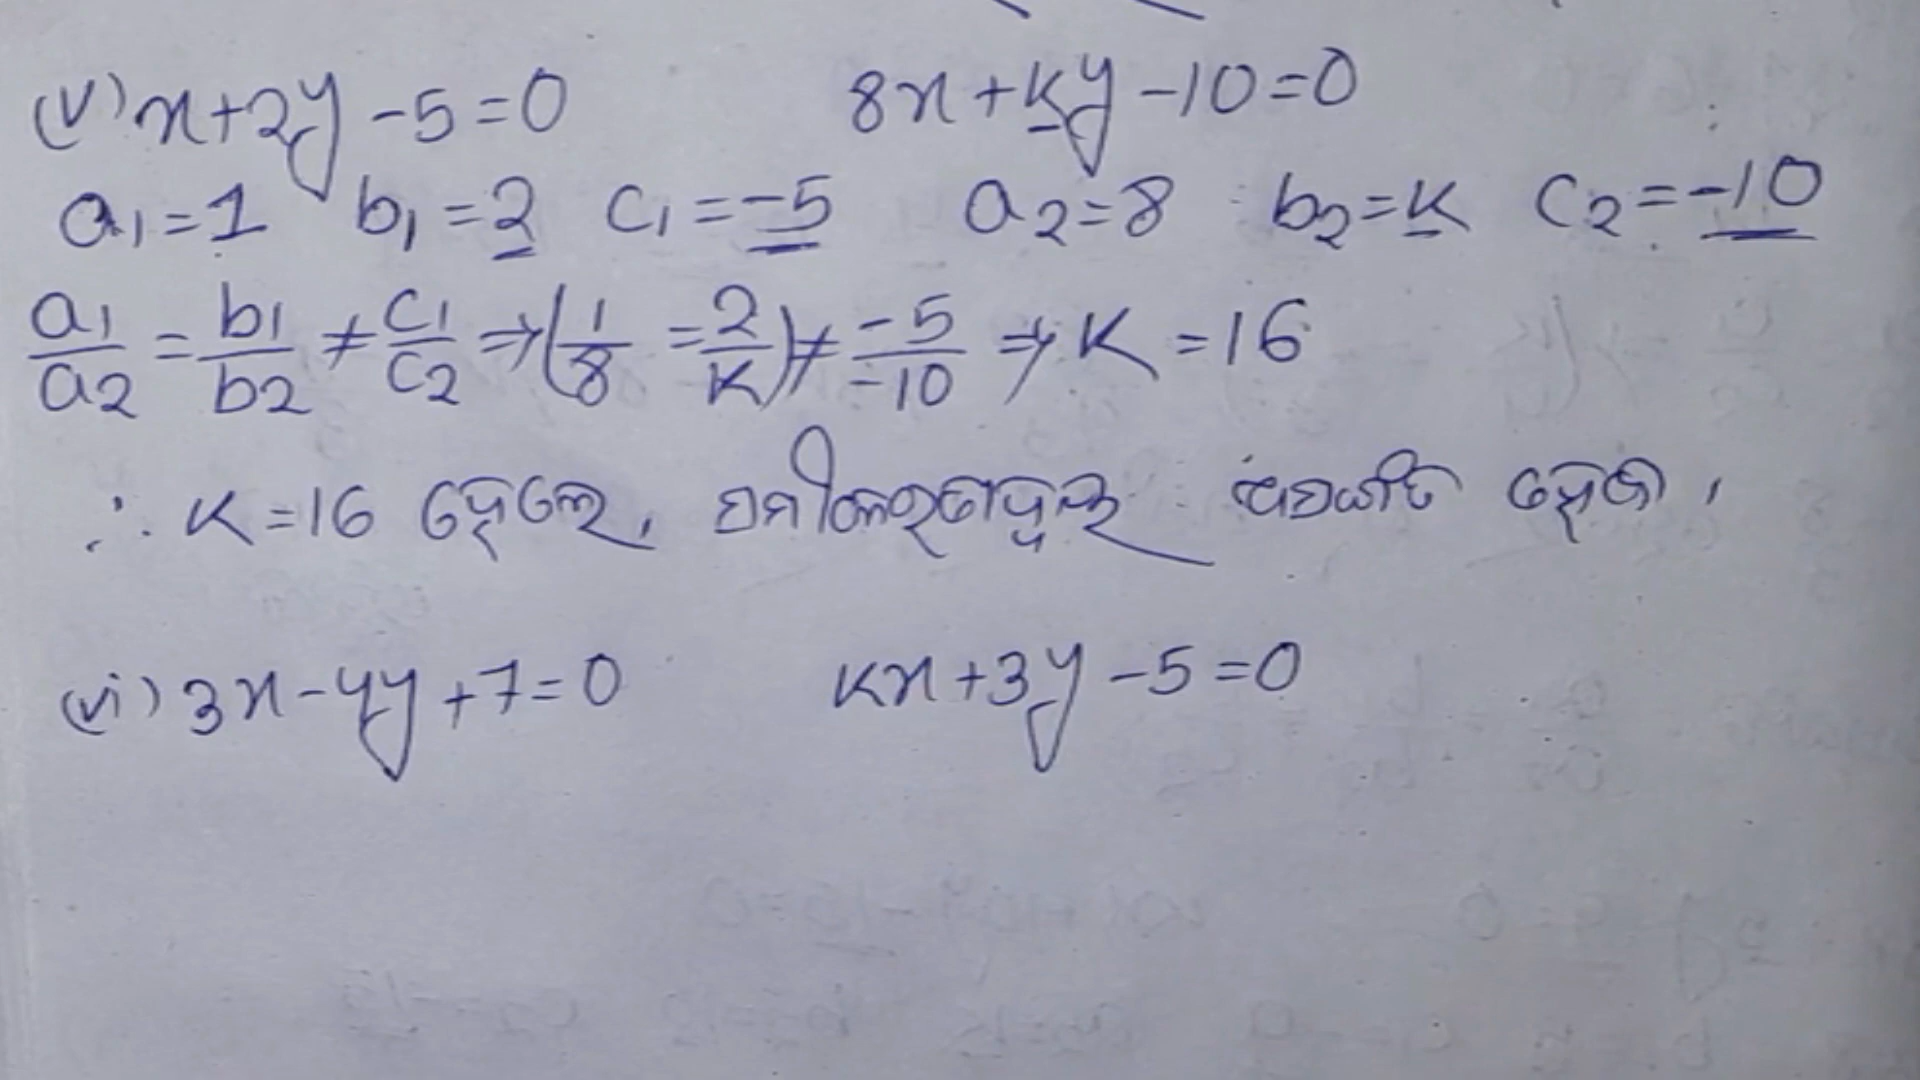 (v) x+2y-5=0 8x+ky-10=0
a1=1 b1=2 c1=-5 a2=8 b2=k c2=-10
a1/a2 = b1/b2 ≠ c1/c2 ⇒ (1/8 = 2/k) ≠ -5/-10 ⇒ K=16
∴ K=16 ହେଲେ, ସମୀକରଣଦ୍ୱୟ ଅସଙ୍ଗତ ହେବ ।
(vi) 3x-4y+7=0 kx+3y-5=0